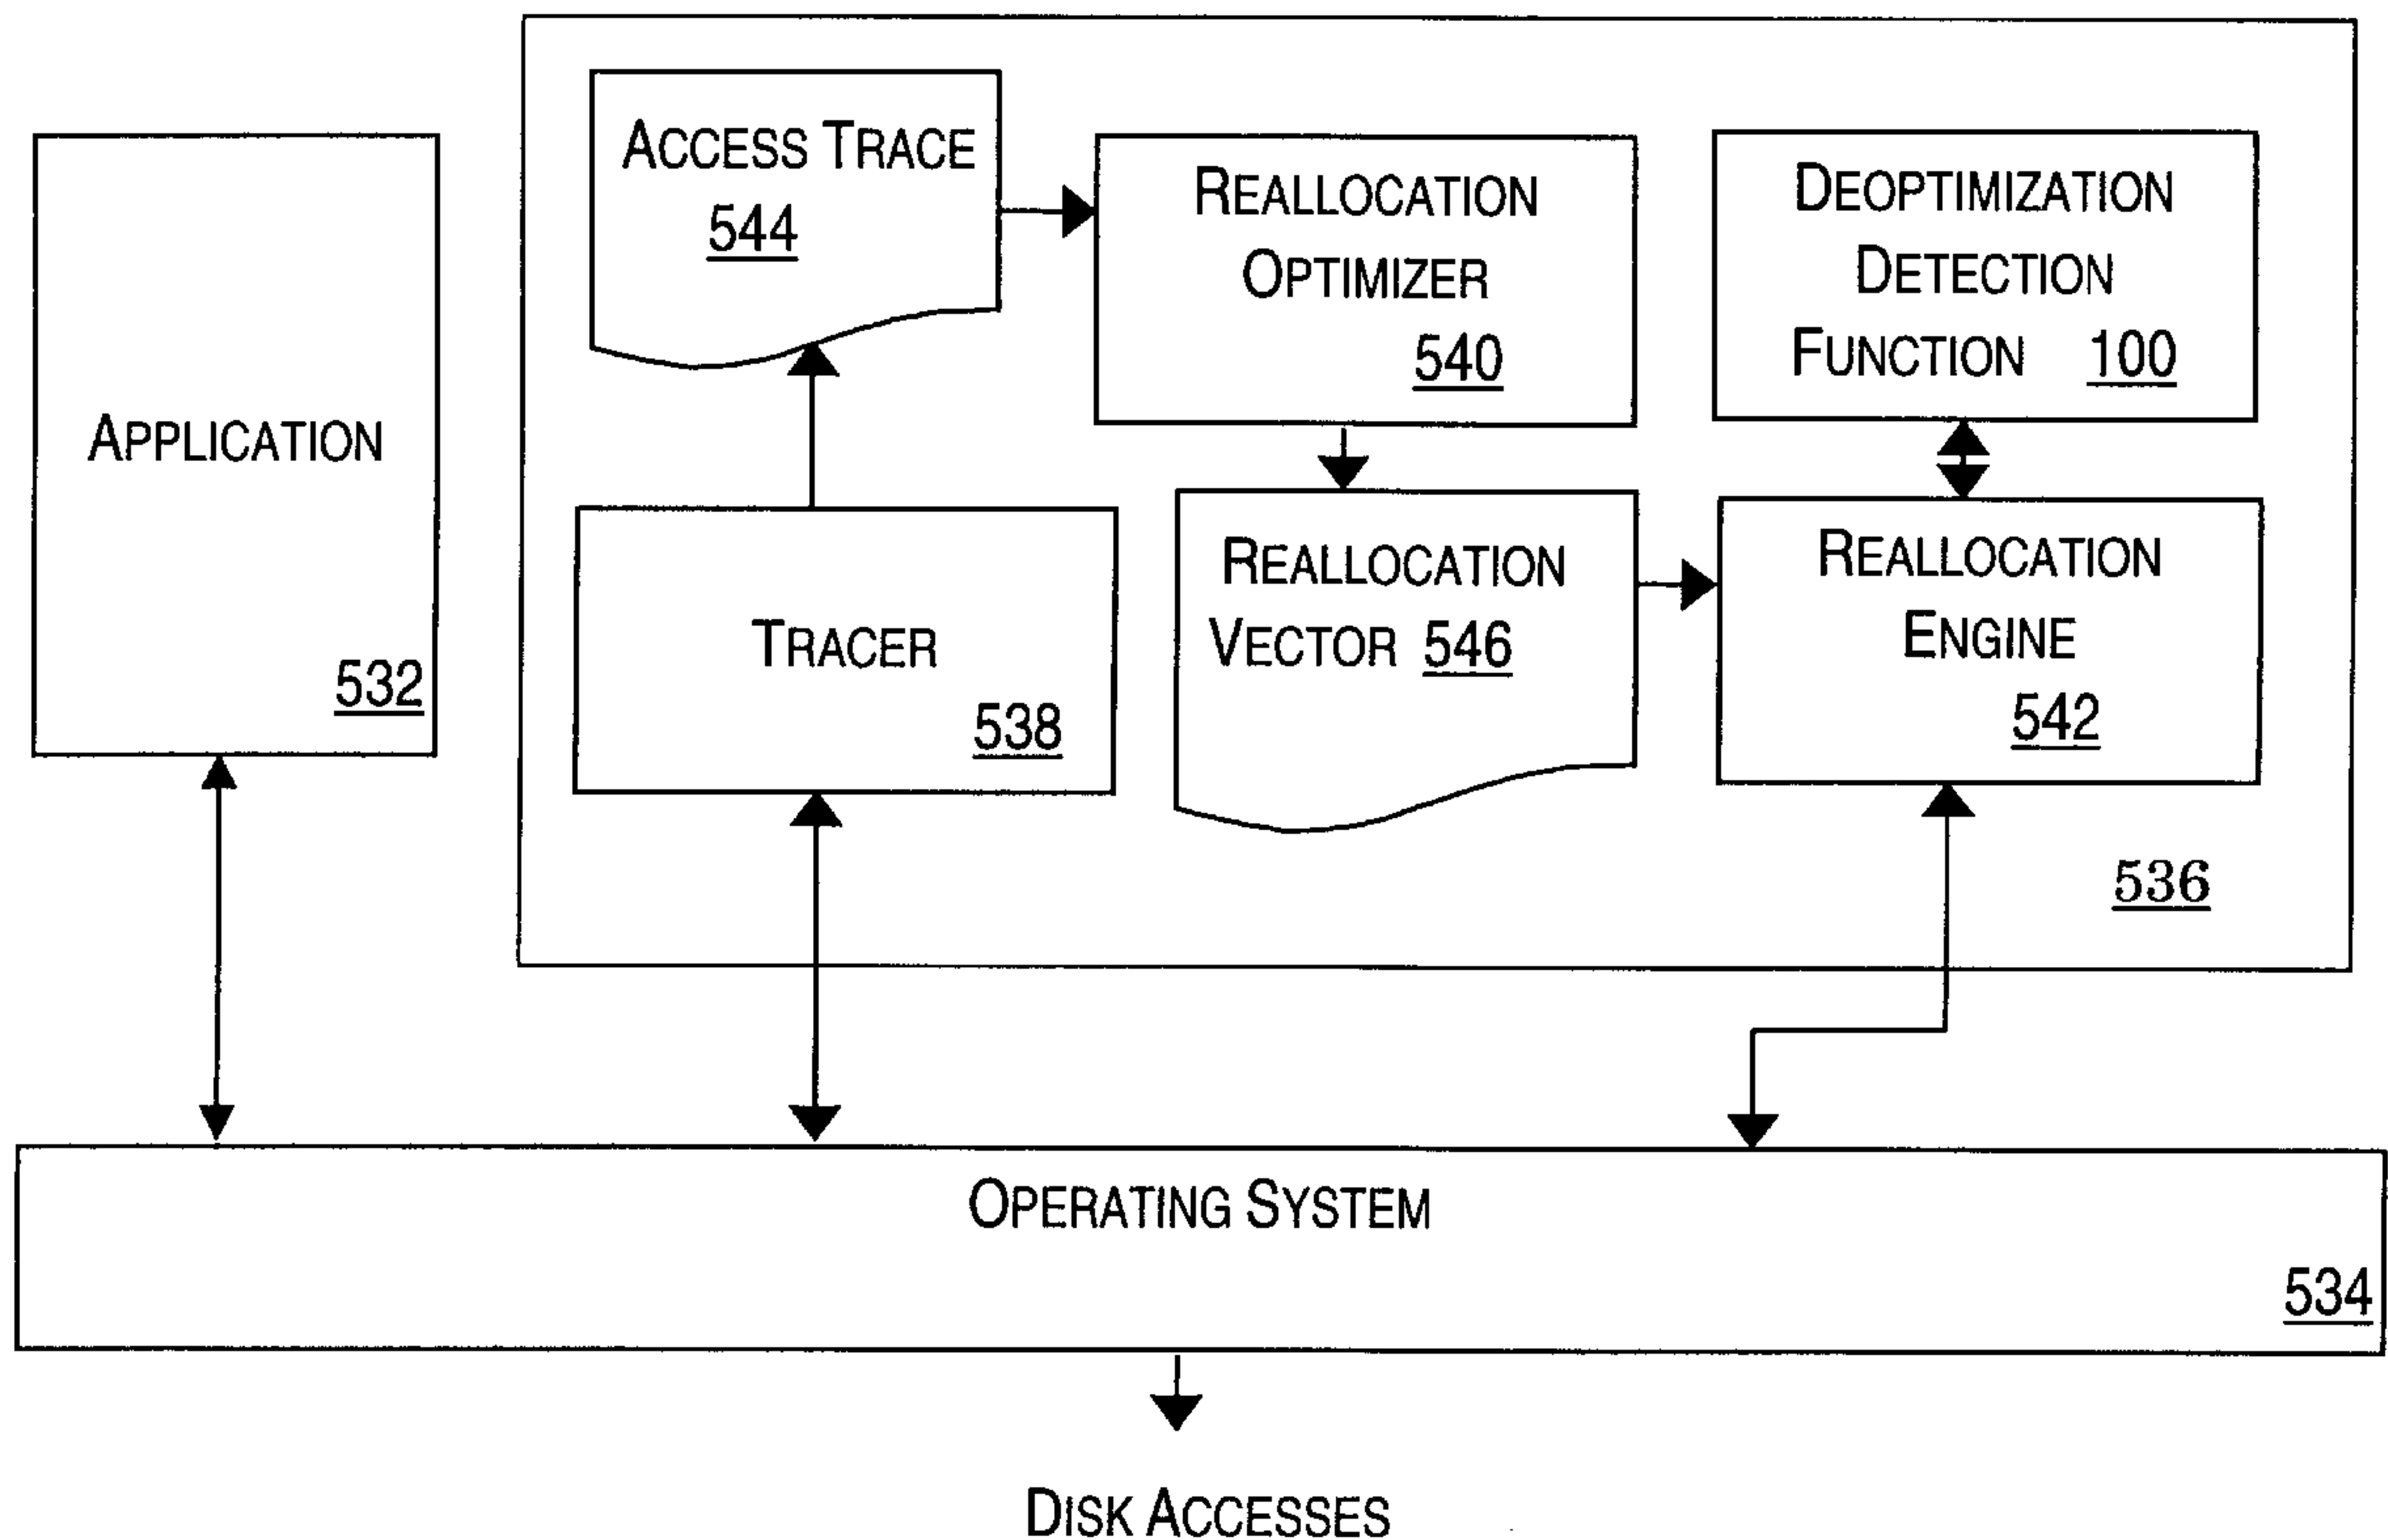 ACCESS TRACE
544
REALLOCATION
OPTIMIZER
540
DEOPTIMIZATION
DETECTION
FUNCTION 100
APPLICATION
532
TRACER
538
REALLOCATION
VECTOR 546
REALLOCATION
ENGINE
542
536
OPERATING SYSTEM
534
DISK ACCESSES